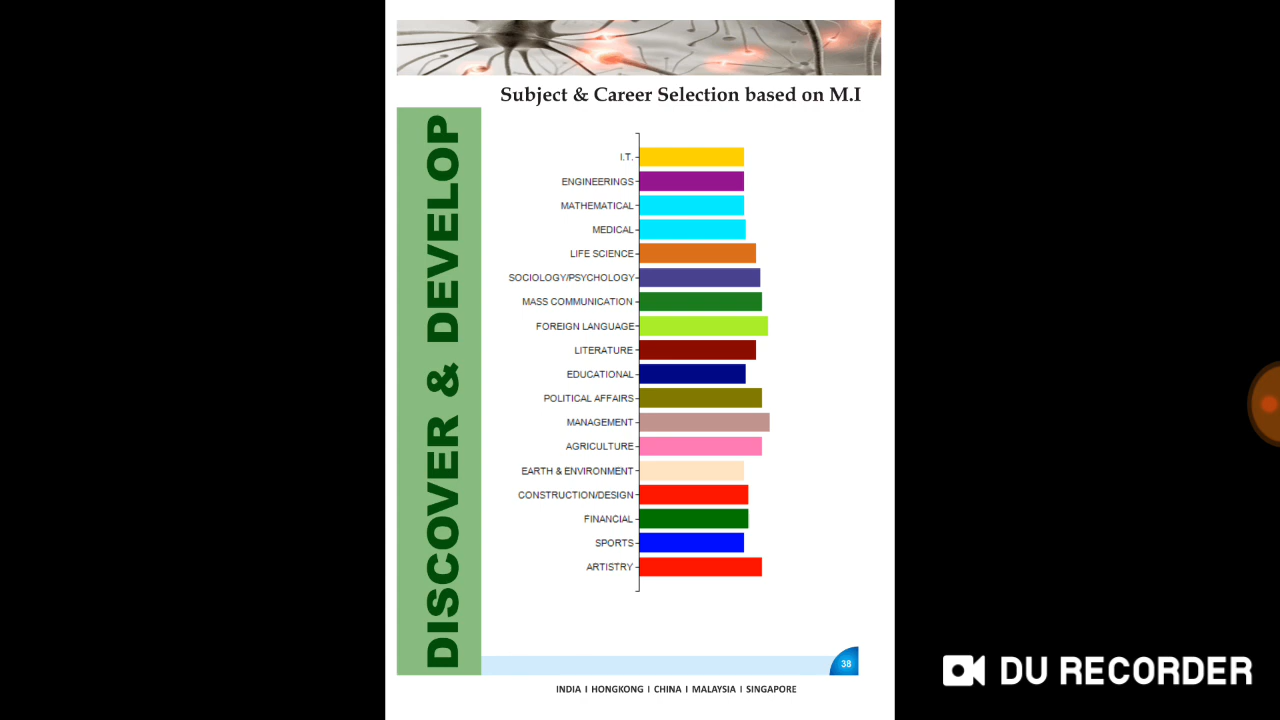 Subject & Career Selection based on M.I
DISCOVER & DEVELOP
I.T.
ENGINEERINGS
MATHEMATICAL
MEDICAL
LIFE SCIENCE
SOCIOLOGY/PSYCHOLOGY
MASS COMMUNICATION
FOREIGN LANGUAGE
LITERATURE
EDUCATIONAL
POLITICAL AFFAIRS
MANAGEMENT
AGRICULTURE
EARTH & ENVIRONMENT
CONSTRUCTION/DESIGN
FINANCIAL
SPORTS
ARTISTRY
38
INDIA I HONGKONG I CHINA I MALAYSIA I SINGAPORE
DU RECORDER